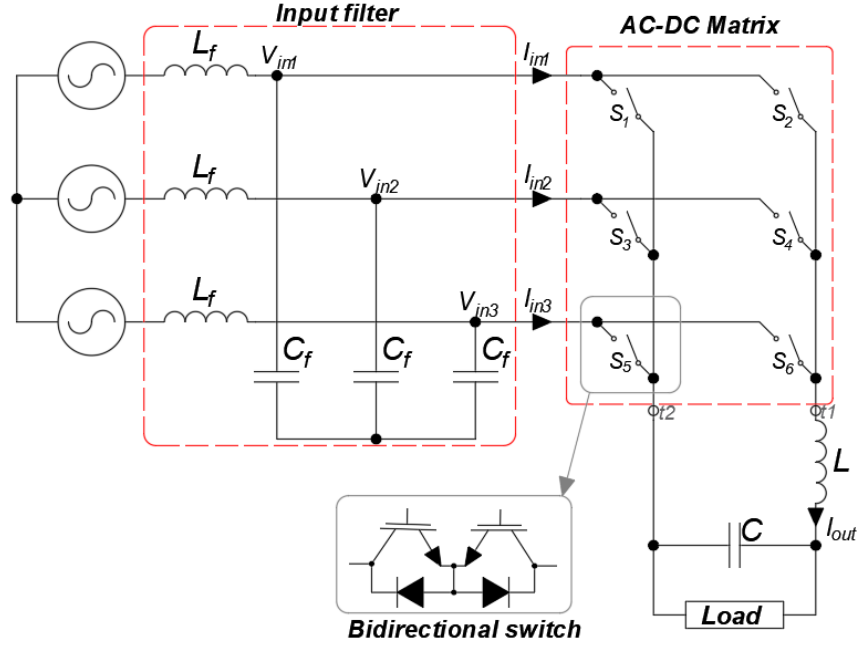 Input filter
AC-DC Matrix
Lf
Vin1
Iin1
S1
S2
Lf
Vin2
Iin2
S3
S4
Lf
Vin3
Iin3
S5
S6
Cf
Cf
Cf
t2
t1
L
Iout
C
Load
Bidirectional switch